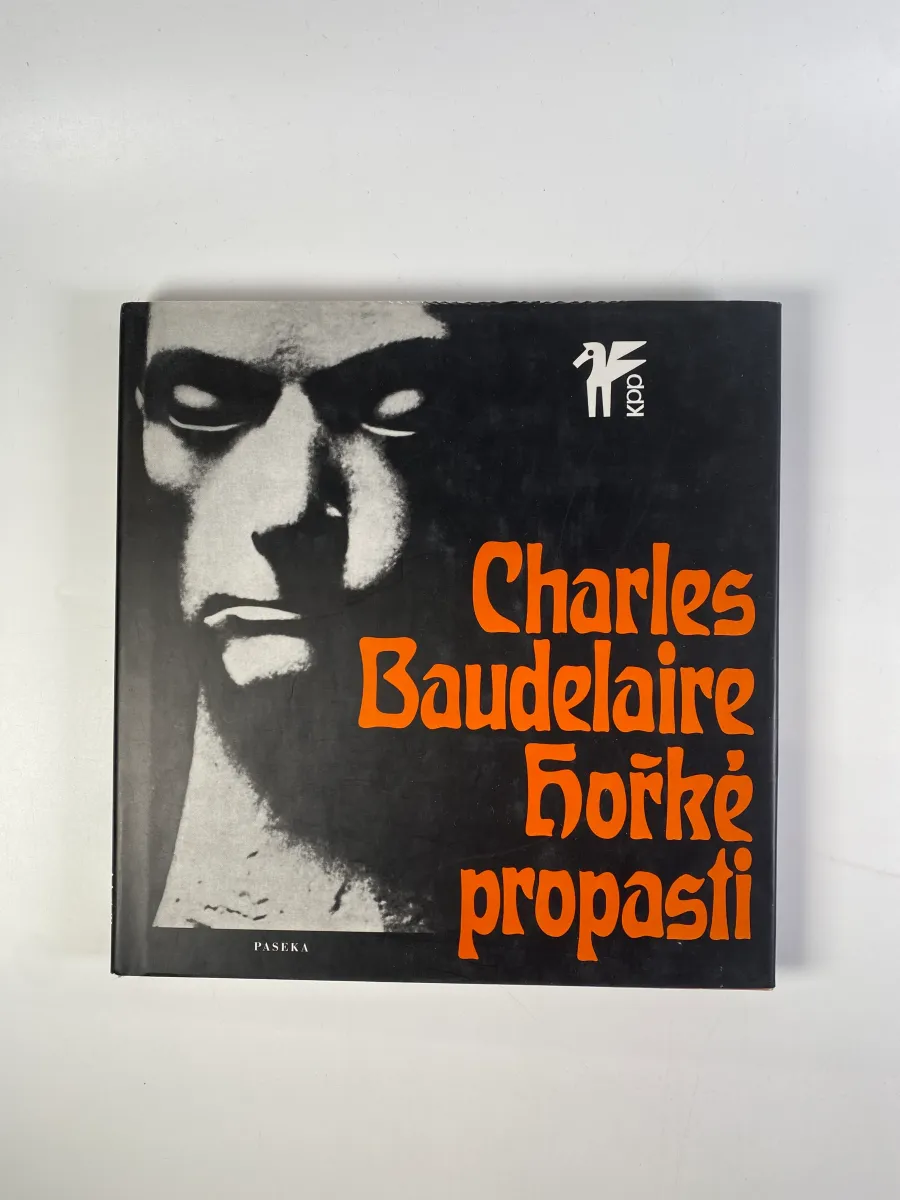 kpp
Charles
Baudelaire
hořké
propasti
PASEKA